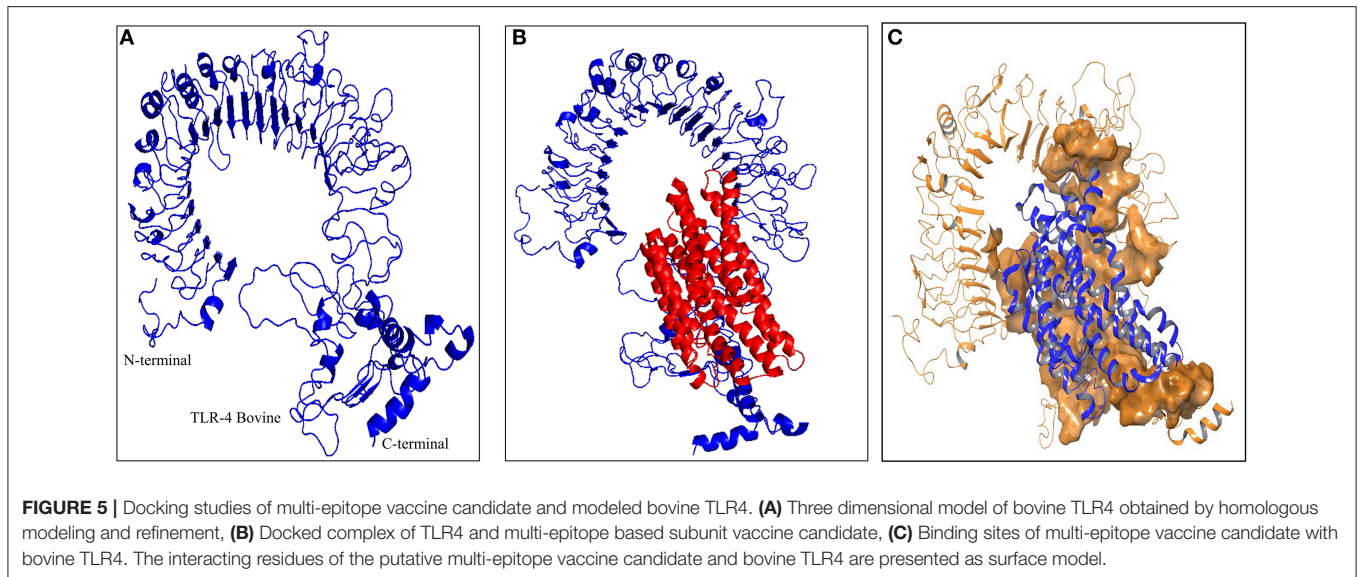 A
B
C
N-terminal
TLR-4 Bovine
C-terminal
FIGURE 5 | Docking studies of multi-epitope vaccine candidate and modeled bovine TLR4. (A) Three dimensional model of bovine TLR4 obtained by homologous
modeling and refinement, (B) Docked complex of TLR4 and multi-epitope based subunit vaccine candidate, (C) Binding sites of multi-epitope vaccine candidate with
bovine TLR4. The interacting residues of the putative multi-epitope vaccine candidate and bovine TLR4 are presented as surface model.